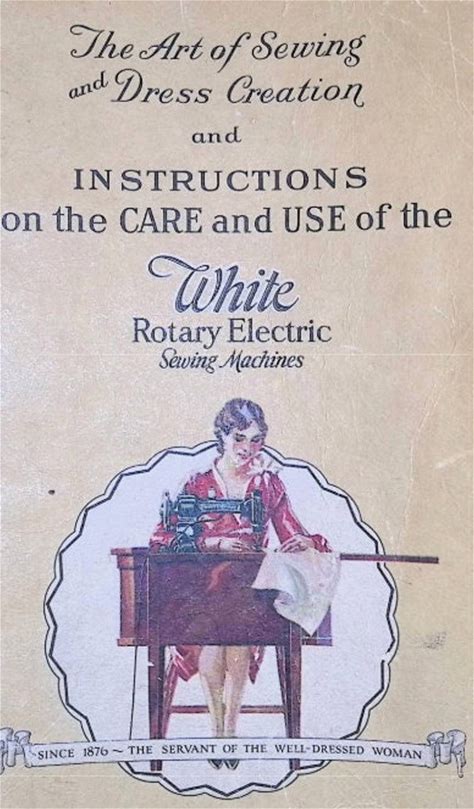 The Art of Sewing
and Dress Creation
and
INSTRUCTIONS
on the CARE and USE of the
White
Rotary Electric
Sewing Machines
SINCE 1876 ~ THE SERVANT OF THE WELL-DRESSED WOMAN